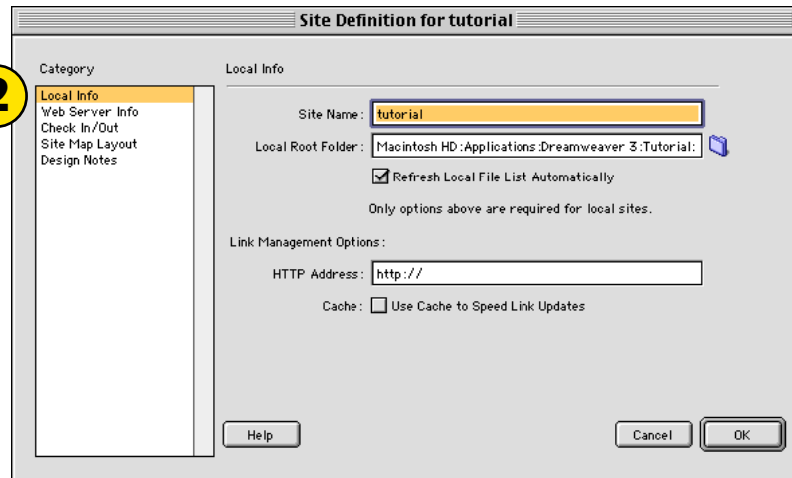 Site Definition for tutorial
2
Category
Local Info
Web Server Info
Check In/Out
Site Map Layout
Design Notes
Local Info
Site Name: tutorial
Local Root Folder: Macintosh HD:Applications:Dreamweaver 3:Tutorial:
Refresh Local File List Automatically
Only options above are required for local sites.
Link Management Options:
HTTP Address: http://
Cache: Use Cache to Speed Link Updates
Help
Cancel
OK